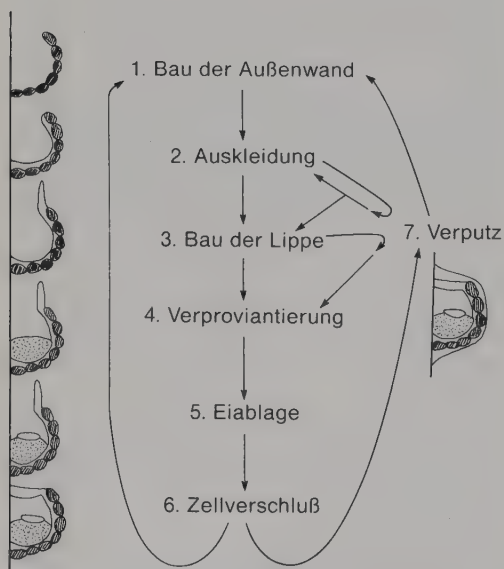 1. Bau der Außenwand
2. Auskleidung
3. Bau der Lippe
7. Verputz
4. Verproviantierung
5. Eiablage
6. Zellverschluß